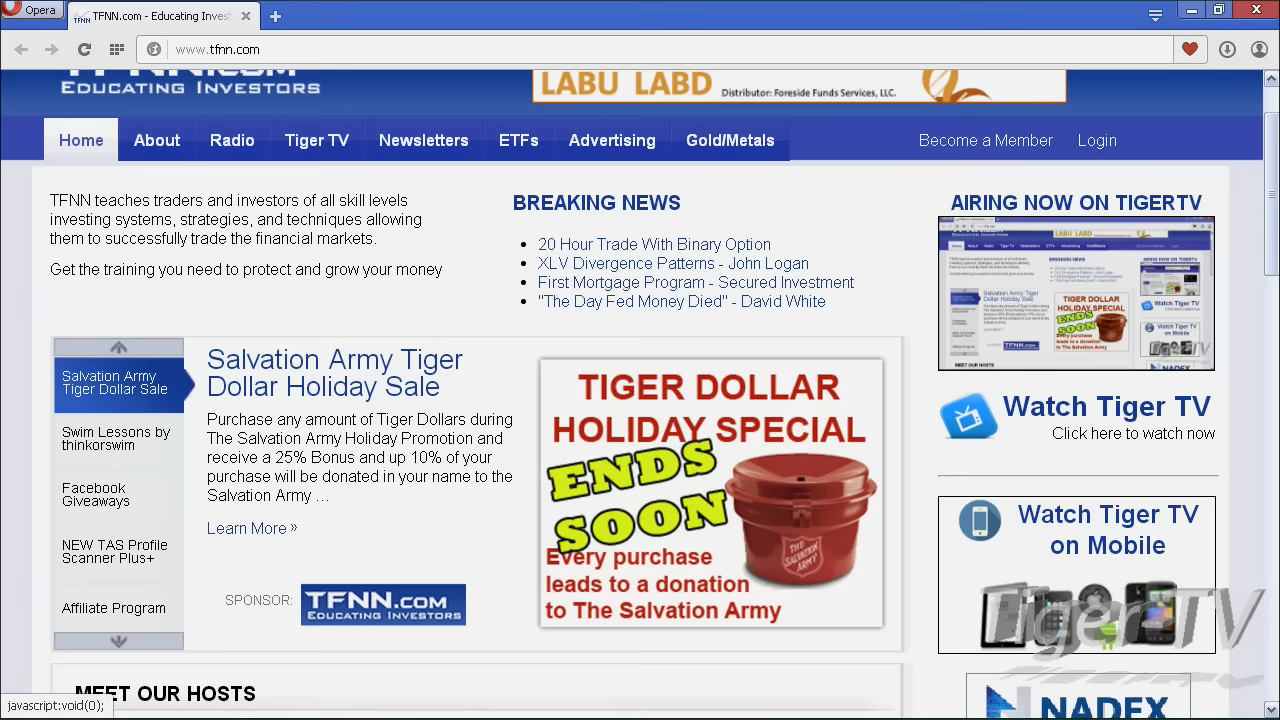 Opera
TFNN.com - Educating Invest
www.tfnn.com
TFNN.com
EDUCATING INVESTORS
LABU LABD
Distributor: Foreside Funds Services, LLC.
Home About Radio Tiger TV Newsletters ETFs Advertising Gold/Metals Become a Member Login
TFNN teaches traders and investors of all skill levels
investing systems, strategies and techniques allowing
them to successfully trade the financial markets.
Get the training you need to protect and grow your money
BREAKING NEWS
29 Hour Trade With Binary Option
LTV Divergence Patterns - John Logan
First Mortgage Program - Secured Investment
"The Day Fed Money Died" - David White
AIRING NOW ON TIGERTV
Salvation Army
Tiger Dollar Sale
Swim Lessons by
thinkorswim
Facebook
Giveaways
NEW TAS Profile
Scanner Plus+
Affiliate Program
Salvation Army Tiger
Dollar Holiday Sale
Purchase any amount of Tiger Dollars during
The Salvation Army Holiday Promotion and
receive a 25% Bonus and up 10% of your
purchase will be donated in your name to the
Salvation Army ...
Learn More»
SPONSOR:
TFNN.com
EDUCATING INVESTORS
TIGER DOLLAR
HOLIDAY SPECIAL
ENDS
SOON
THE
SALVATION
ARMY
Every purchase
leads to a donation
to The Salvation Army
Watch Tiger TV
Click here to watch now
Watch Tiger TV
on Mobile
Tiger-TV
NADEX
MEET OUR HOSTS
javascript:void(0);